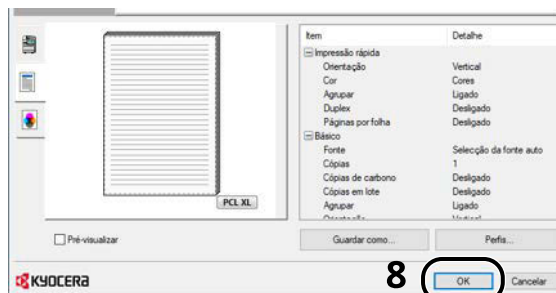 Item Detalhe
Impressão rápida
Orientação Vertical
Cor Cores
Agrupar Ligado
Duplex Desligado
Páginas por folha Desligado
Básico
Fonte Selecção da fonte auto
Cópias 1
Cópias de carbono Desligado
Cópias em lote Desligado
Agrupar Ligado
Orientação Vertical
PCL XL
Pré-visualizar Guardar como... Perfis...
KYOCERA 8 OK Cancelar